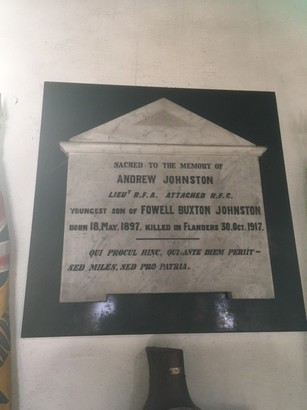 SACRED TO THE MEMORY OF
ANDREW JOHNSTON
LIEUT R.F.A. ATTACHED R.F.C.
YOUNGEST SON OF FOWELL BUXTON JOHNSTON
BORN 18.MAY.1897. KILLED IN FLANDERS 30.OCT.1917.
QUI PROCUL HINC, QUI ANTE DIEM PERIIT-
SED MILES, SED PRO PATRIA.